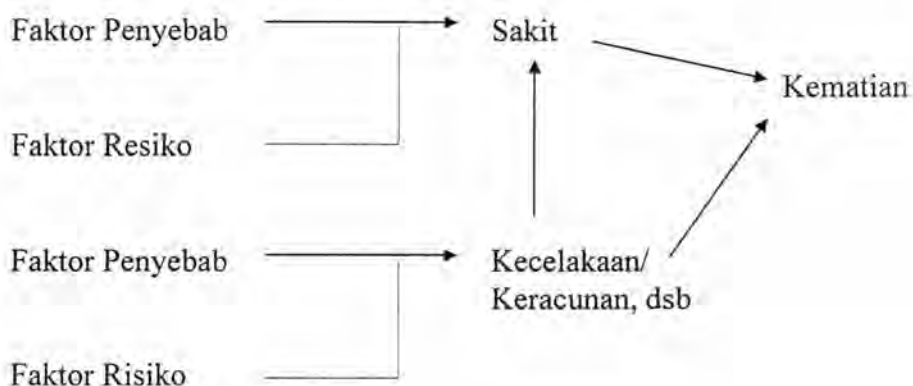 Faktor Penyebab
Sakit
Kematian
Faktor Resiko
Faktor Penyebab
Kecelakaan/
Keracunan, dsb
Faktor Risiko